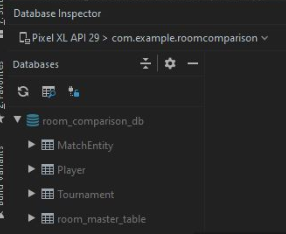 Database Inspector
Pixel XL API 29 > com.example.roomcomparison
Databases
room_comparison_db
MatchEntity
Player
Tournament
room_master_table